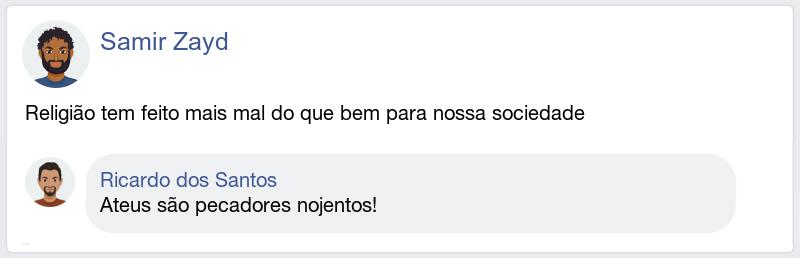 Samir Zayd
Religião tem feito mais mal do que bem para nossa sociedade
Ricardo dos Santos
Ateus são pecadores nojentos!